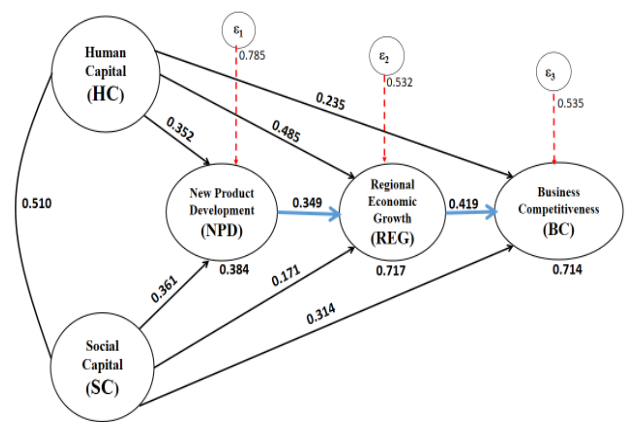 ε1
0.785
ε2
0.532
ε3
0.535
Human
Capital
(HC)
0.235
0.485
0.352
0.510
New Product
Development
(NPD)
0.384
0.349
Regional
Economic
Growth
(REG)
0.717
0.419
Business
Competitiveness
(BC)
0.714
0.361
0.171
0.314
Social
Capital
(SC)